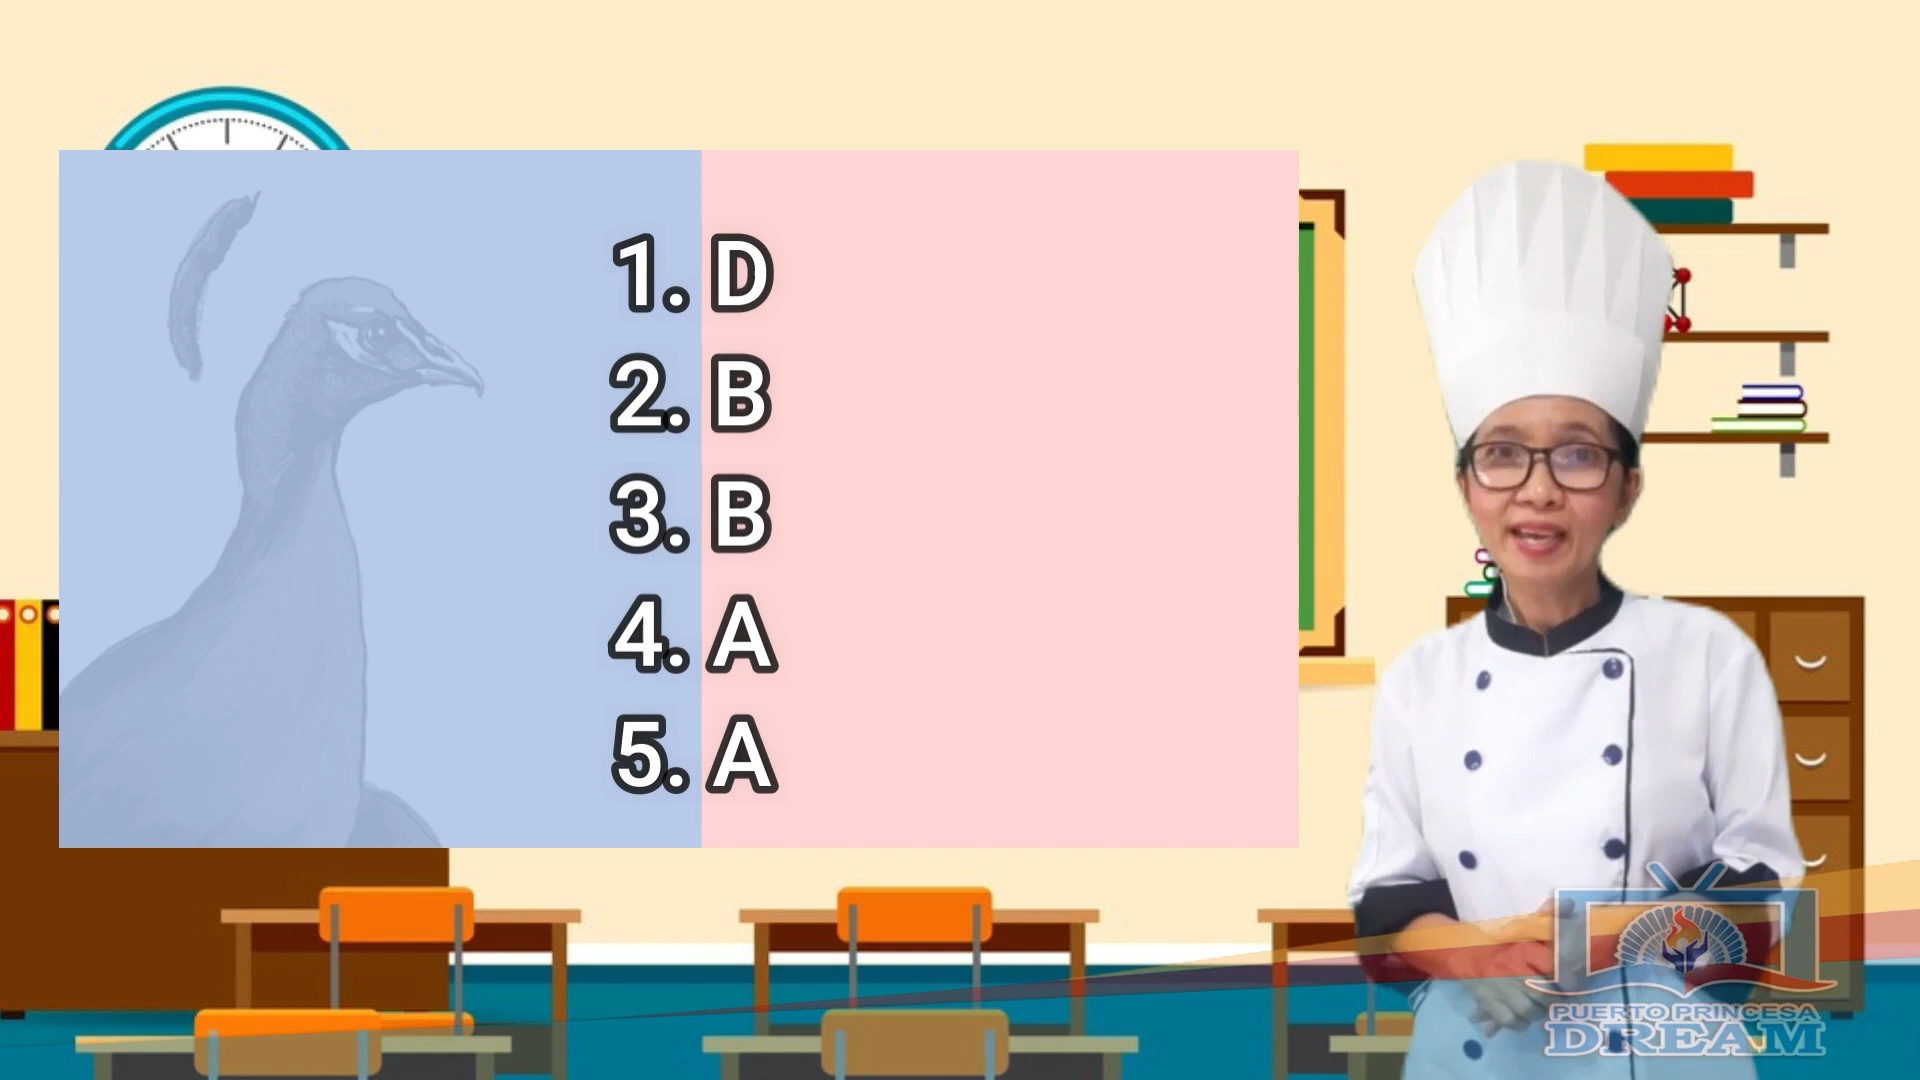 1. D
2. B
3. B
4. A
5. A
PUERTO PRINCESA
DREAM